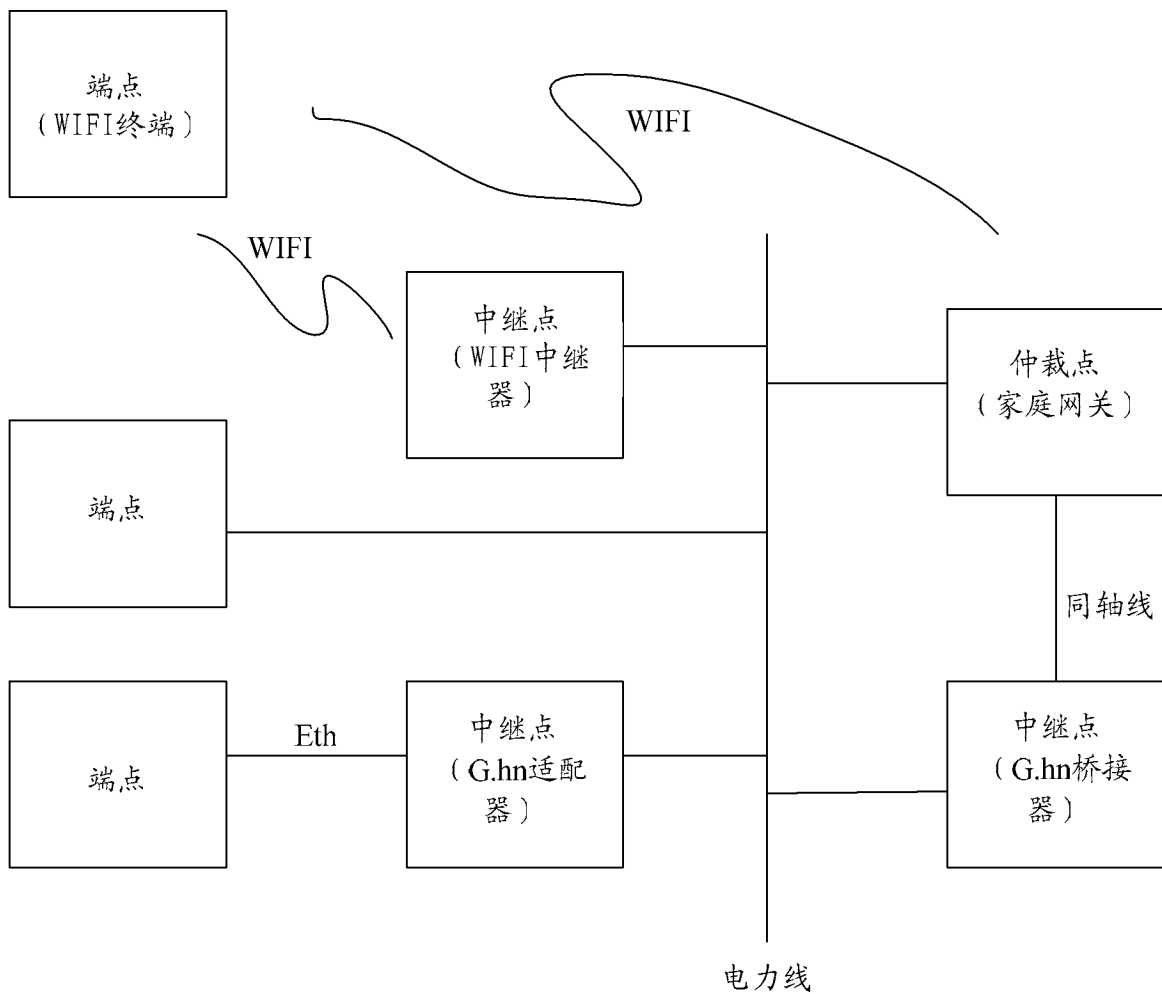 端点
(WIFI终端)
WIFI
WIFI
中继点
(WIFI中继
器)
仲裁点
(家庭网关)
端点
同轴线
端点
Eth
中继点
(G.hn适配
器)
中继点
(G.hn桥接
器)
电力线